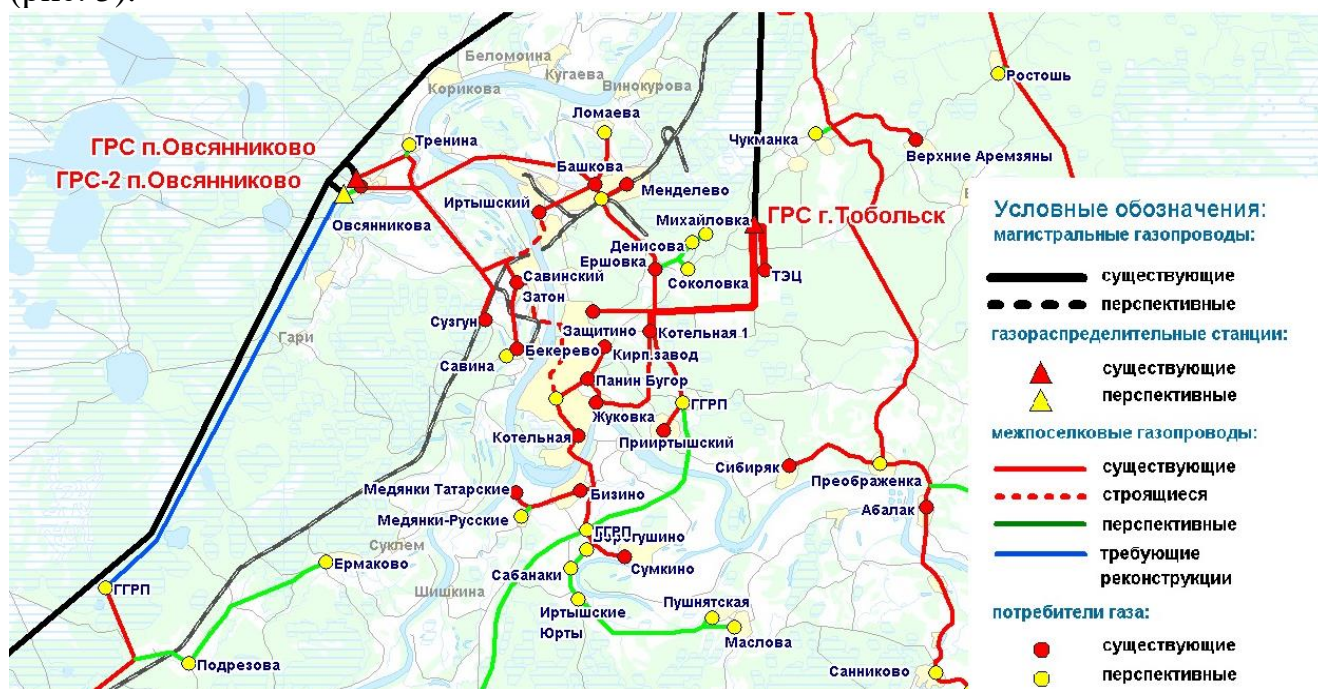 (рис. 3).
Беломоина
Кугаева
Корикова
Винокурова
Ростошь
Ломаева
ГРС п.Овсянниково
Тренина
Чукманка
Верхние Аремзяны
ГРС-2 п.Овсянниково
Башкова
Менделево
Иртышский
Михайловка
ГРС г.Тобольск
Овсянникова
Денисова
Ершовка
Соколовка
ТЭЦ
Савинский
Затон
Сузгун
Гари
Защитино
Котельная 1
Бекерево
Кирп.завод
Савина
Панин Бугор
Жуковка
ГГРП
Прииртышский
Котельная
Сибиряк
Преображенка
Медянки Татарские
Бизино
Абалак
Медянки-Русские
ГГРП
Суклем
Ермаково
Сумкино
Сабанаки
ГГРП
Шишкина
Пушнятская
Иртышские
Юрты
Маслова
Подрезова
Санниково
Условные обозначения:
магистральные газопроводы:
существующие
перспективные
газораспределительные станции:
существующие
перспективные
межпоселковые газопроводы:
существующие
строящиеся
перспективные
требующие
реконструкции
потребители газа:
существующие
перспективные